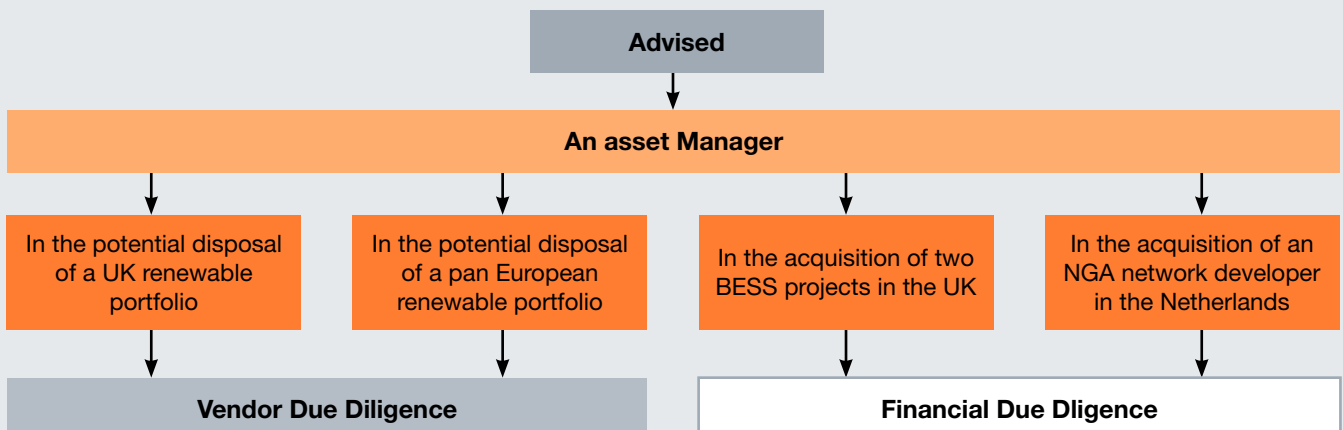 Advised
An asset Manager
In the potential disposal
of a UK renewable
portfolio
In the potential disposal
of a pan European
renewable portfolio
In the acquisition of two
BESS projects in the UK
In the acquisition of an
NGA network developer
in the Netherlands
Vendor Due Diligence
Financial Due Dligence